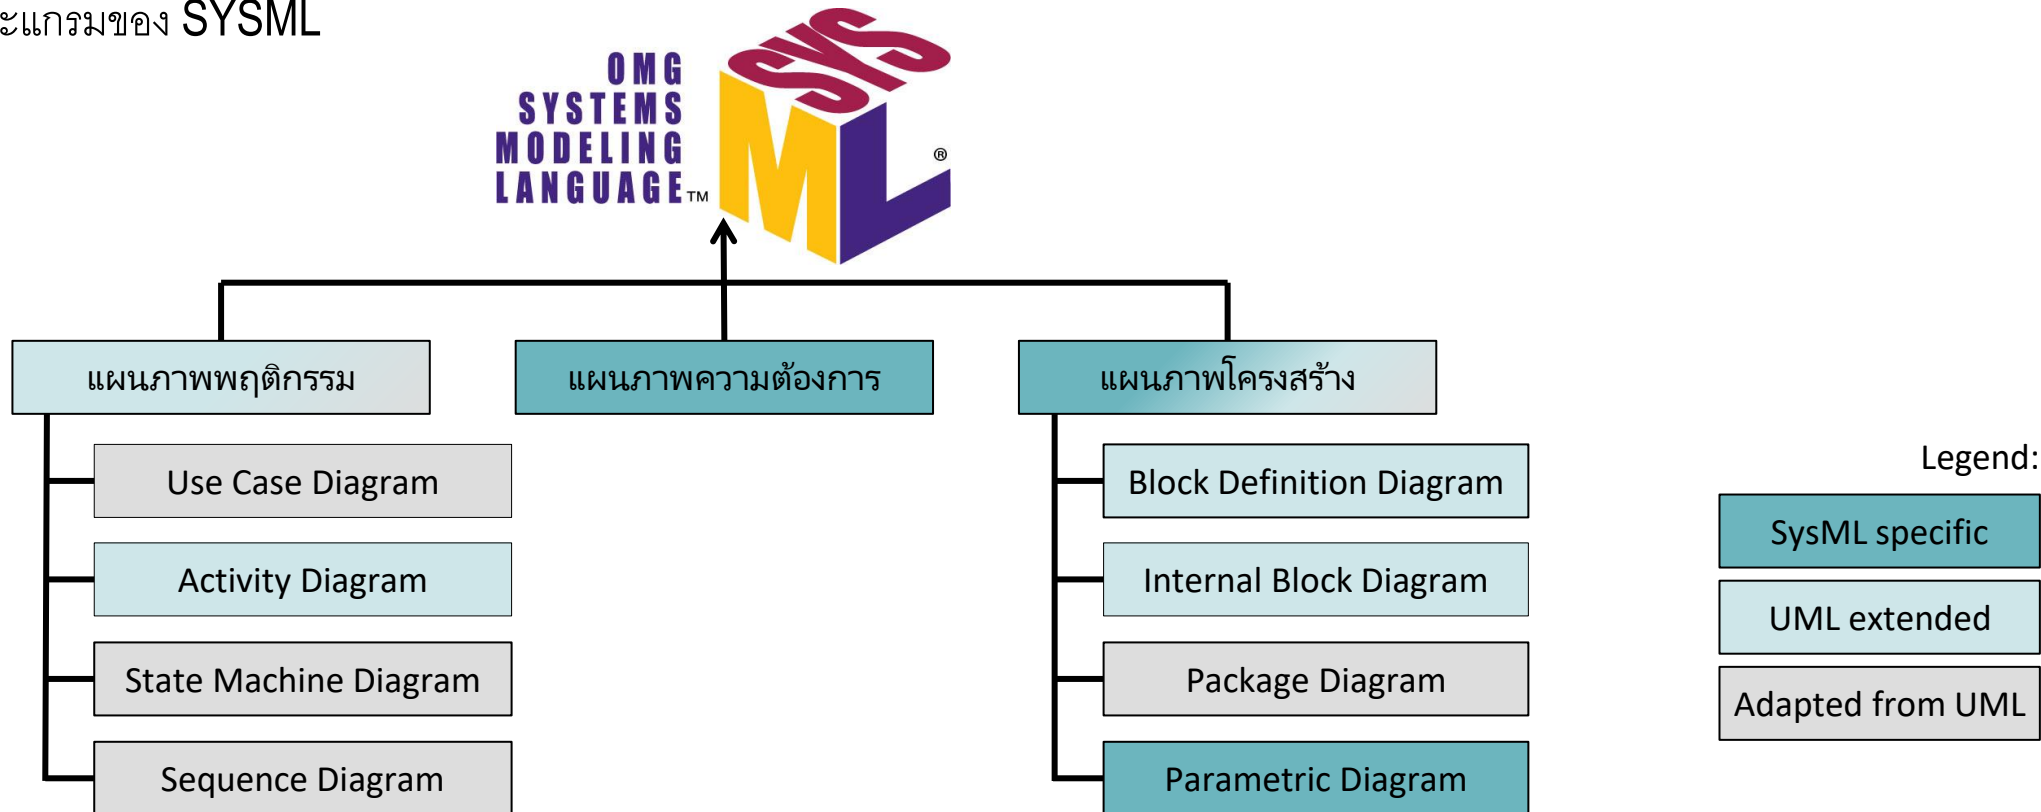 ะแกรมของ SYSML
OMG
SYSTEMS
MODELING
LANGUAGE™
SYS
ML®
แผนภาพพฤติกรรม
แผนภาพความต้องการ
แผนภาพโครงสร้าง
Use Case Diagram
Activity Diagram
State Machine Diagram
Sequence Diagram
Block Definition Diagram
Internal Block Diagram
Package Diagram
Parametric Diagram
Legend:
SysML specific
UML extended
Adapted from UML